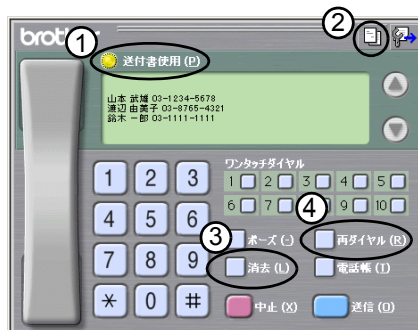 brother
①
②
送付書使用 (P)
山本 武雄 03-1234-5678
渡辺 由美子 03-8765-4321
鈴木 一郎 03-1111-1111
ワンタッチダイヤル
1 2 3 4 5
6 7 9 10
③
④
1 2 3
4 5 6
7 8 9
* 0 #
ポーズ (-)
再ダイヤル (R)
消去 (L)
電話帳 (T)
中止 (X)
送信 (O)